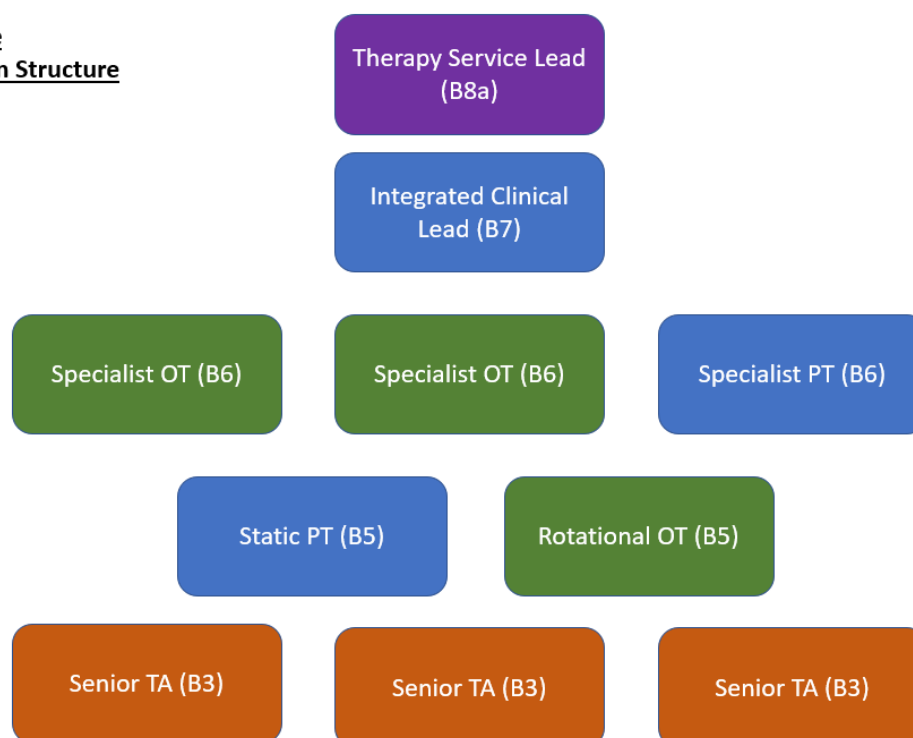 n Structure
Therapy Service Lead
(B8a)
Integrated Clinical
Lead (B7)
Specialist OT (B6)
Specialist OT (B6)
Specialist PT (B6)
Static PT (B5)
Rotational OT (B5)
Senior TA (B3)
Senior TA (B3)
Senior TA (B3)